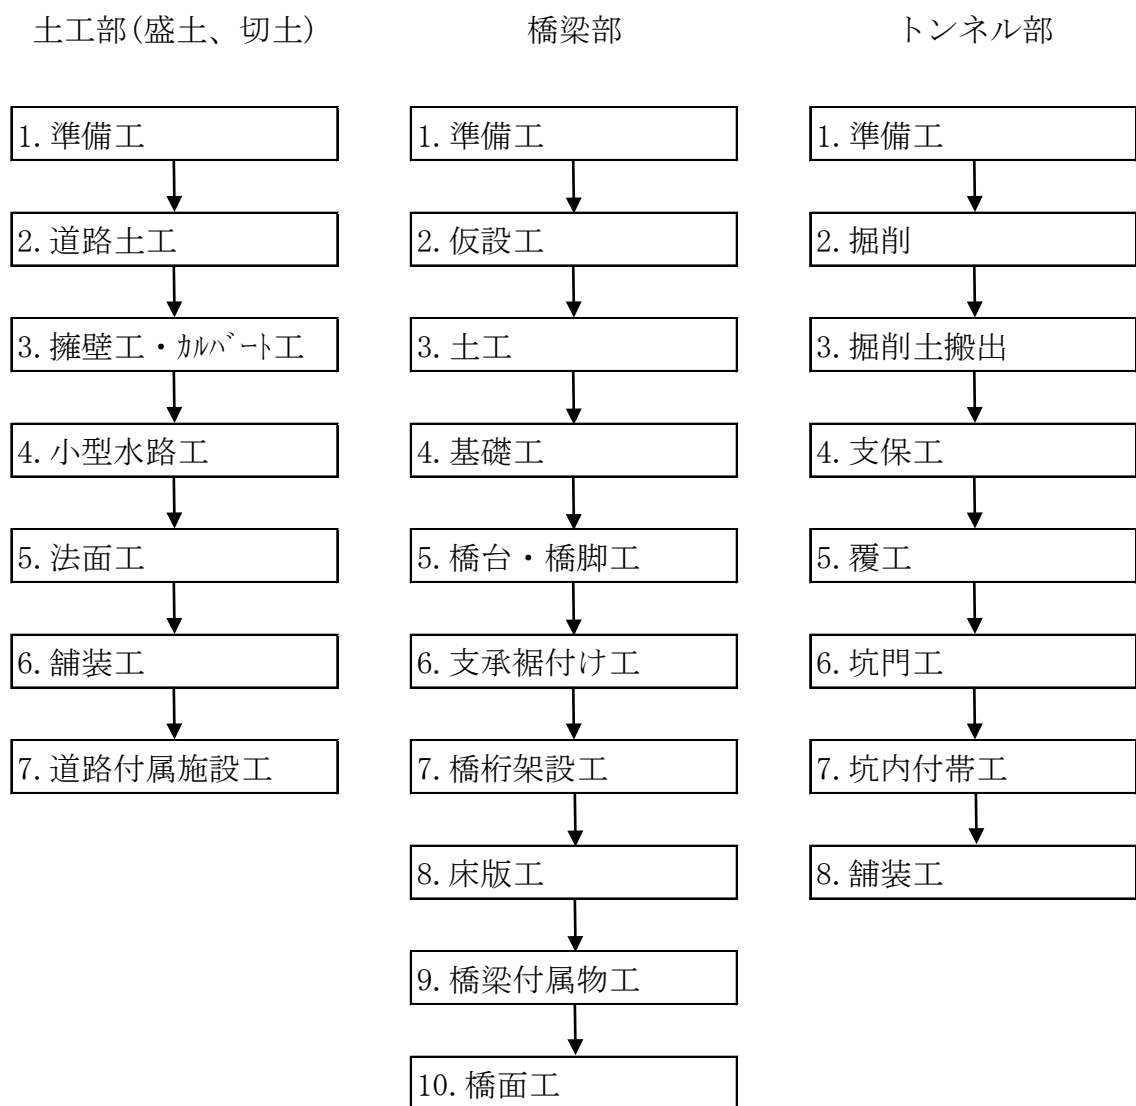 土工部(盛土、切土)
1.準備工
2.道路土工
3.擁壁工・ｶﾙﾊﾞｰﾄ工
4.小型水路工
5.法面工
6.舗装工
7.道路付属施設工
橋梁部
1.準備工
2.仮設工
3.土工
4.基礎工
5.橋台・橋脚工
6.支承裾付け工
7.橋桁架設工
8.床版工
9.橋梁付属物工
10.橋面工
トンネル部
1.準備工
2.掘削
3.掘削土搬出
4.支保工
5.覆工
6.坑門工
7.坑内付帯工
8.舗装工